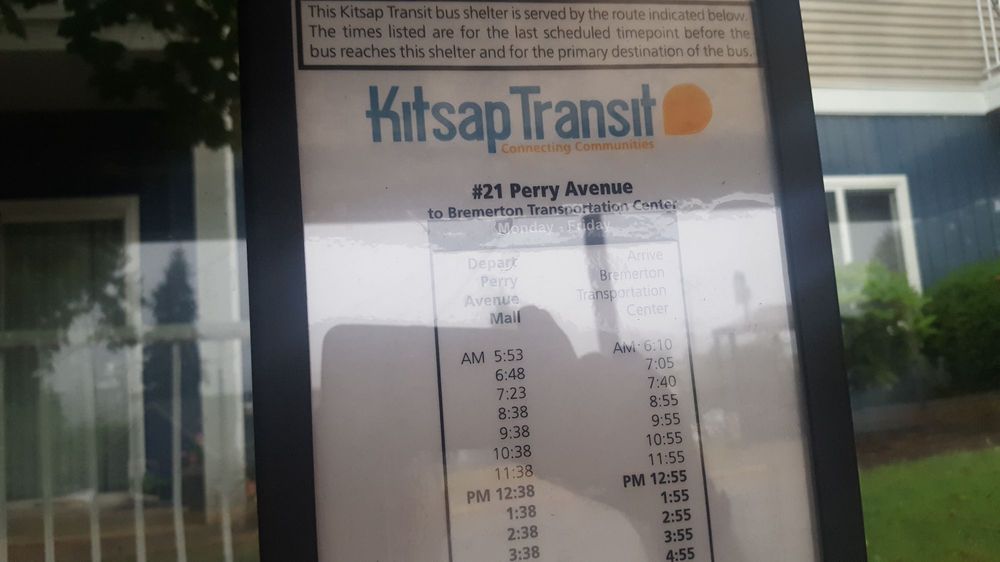 This Kitsap Transit bus shelter is served by the route indicated below.
The times listed are for the last scheduled timepoint before the
bus reaches this shelter and for the primary destination of the bus.
Kitsap Transit
Connecting Communities
#21 Perry Avenue
to Bremerton Transportation Center
Monday - Friday
Depart Perry Avenue Mall
Arrive Bremerton Transportation Center
AM 5:53 AM 6:10
6:48 7:05
7:23 7:40
8:38 8:55
9:38 9:55
10:38 10:55
11:38 11:55
PM 12:38 PM 12:55
1:38 1:55
2:38 2:55
3:38 3:55
4:55